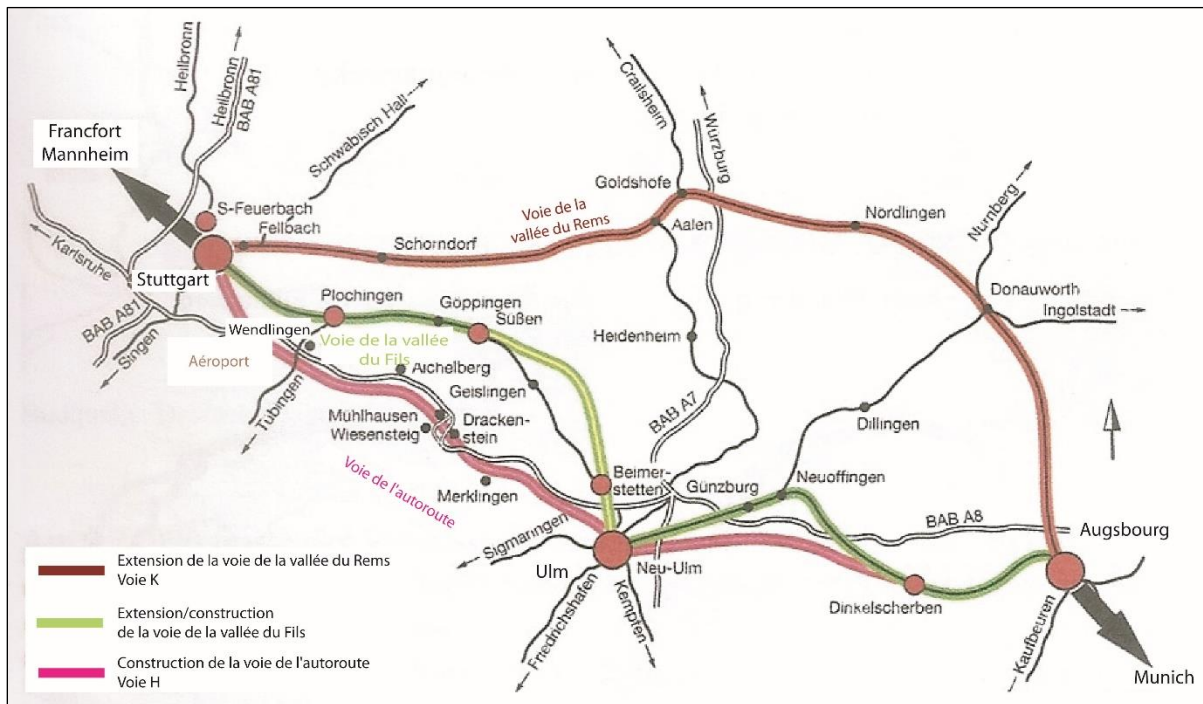 Heilbronn
Heilbronn
BAB A81
Schwäbisch Hall
Crailsheim
Würzburg
Francfort
Mannheim
S-Feuerbach
Fellbach
Karlsruhe
Stuttgart
Schorndorf
Voie de la
vallée du Rems
Goldshöfe
Aalen
Nördlingen
Nürnberg
Donauwörth
Ingolstadt
BAB A81
Singen
Plochingen
Göppingen
Süßen
Wendlingen
Voie de la vallée
du Fils
Aéroport
Tübingen
Aichelberg
Geislingen
Heidenheim
BAB A7
Mühlhausen
Wiesensteig
Dracken-
stein
Dillingen
Voie de l'autoroute
Merklingen
Beimer-
stetten
Günzburg
Neuoffingen
BAB A8
Augsbourg
Sigmaringen
Ulm
Neu-Ulm
Dinkelscherben
Friedrichshafen
Kempten
Kaufbeuren
Munich
Extension de la voie de la vallée du Rems
Voie K
Extension/construction
de la voie de la vallée du Fils
Construction de la voie de l'autoroute
Voie H